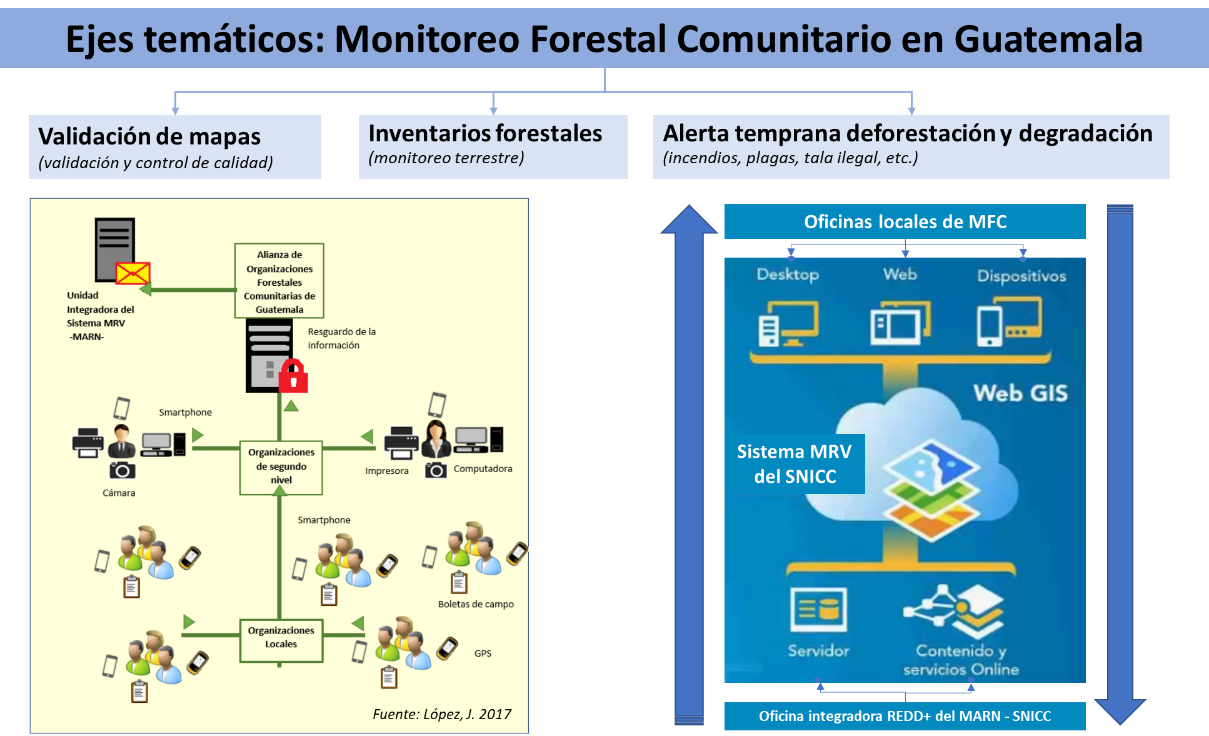 Ejes temáticos: Monitoreo Forestal Comunitario en Guatemala
Validación de mapas
(validación y control de calidad)
Inventarios forestales
(monitoreo terrestre)
Alerta temprana deforestación y degradación
(incendios, plagas, tala ilegal, etc.)
Unidad
Integradora del
Sistema MRV
-MARN-
Alianza de
Organizaciones
Forestales
Comunitarias de
Guatemala
Resguardo de la
información
Smartphone
Cámara
Organizaciones
de segundo
nivel
Impresora
Computadora
Smartphone
Boletas de campo
Organizaciones
Locales
GPS
Fuente: López, J. 2017
Oficinas locales de MFC
Desktop
Web
Dispositivos
Web GIS
Sistema MRV
del SNICC
Servidor
Contenido y
servicios Online
Oficina integradora REDD+ del MARN - SNICC